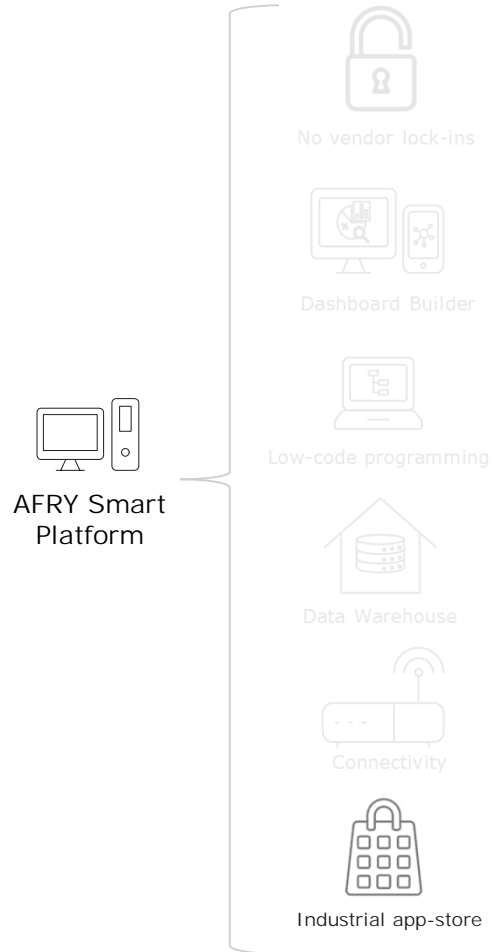 No vendor lock-ins
Dashboard Builder
Low-code programming
AFRY Smart
Platform
Data Warehouse
Connectivity
Industrial app-store